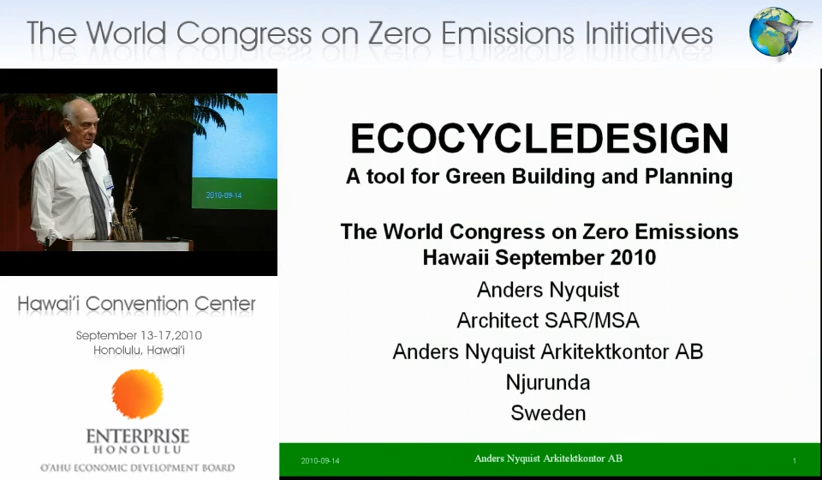 The World Congress on Zero Emissions Initiatives
2010-09-14
Hawai'i Convention Center
September 13-17,2010
Honolulu, Hawai'i
ENTERPRISE
HONOLULU
O'AHU ECONOMIC DEVELOPMENT BOARD
ECOCYCLEDESIGN
A tool for Green Building and Planning
The World Congress on Zero Emissions
Hawaii September 2010
Anders Nyquist
Architect SAR/MSA
Anders Nyquist Arkitektkontor AB
Njurunda
Sweden
2010-09-14
Anders Nyquist Arkitektkontor AB
1